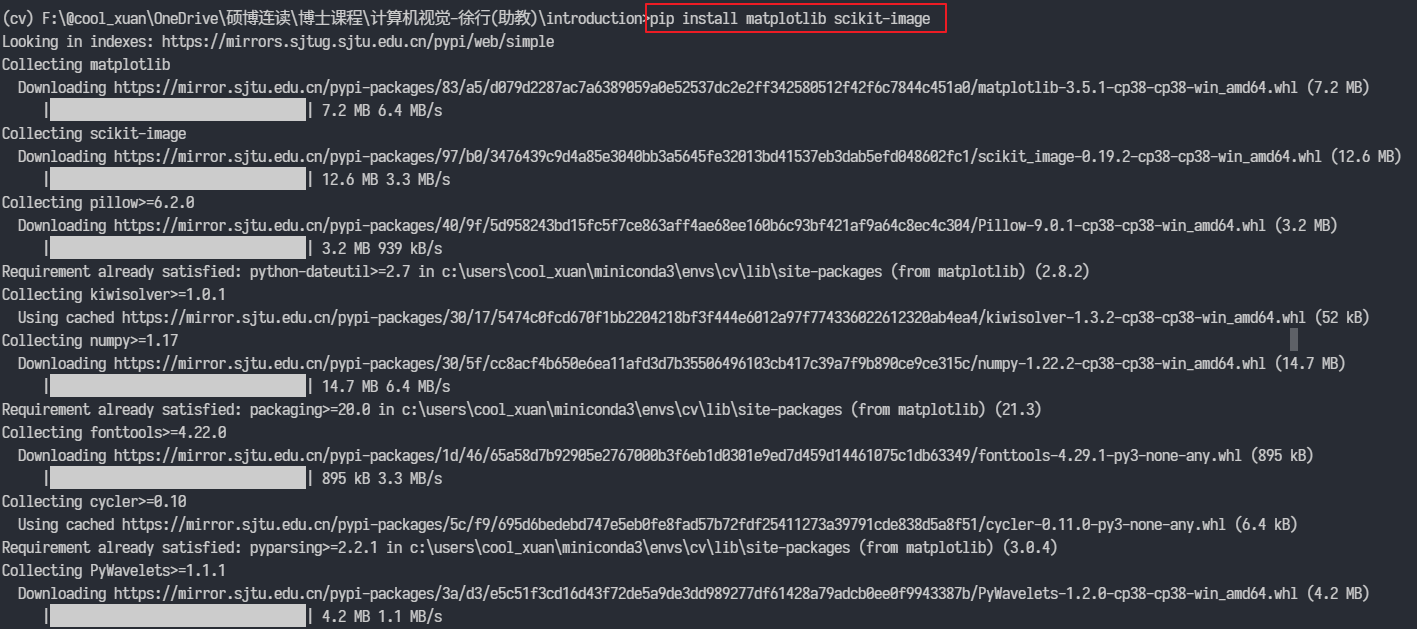 (cv) F:\@cool_xuan\OneDrive\硕博连读\博士课程\计算机视觉-徐行(助教)\introduction>pip install matplotlib scikit-image
Looking in indexes: https://mirrors.sjtug.sjtu.edu.cn/pypi/web/simple
Collecting matplotlib
  Downloading https://mirror.sjtu.edu.cn/pypi-packages/83/a5/d079d2287ac7a6389059a0e52537dc2e2ff342580512f42f6c7844c451a0/matplotlib-3.5.1-cp38-cp38-win_amd64.whl (7.2 MB)
     |████████████████████████████████| 7.2 MB 6.4 MB/s
Collecting scikit-image
  Downloading https://mirror.sjtu.edu.cn/pypi-packages/97/b0/3476439c9d4a85e3040bb3a5645fe32013bd41537eb3dab5efd048602fc1/scikit_image-0.19.2-cp38-cp38-win_amd64.whl (12.6 MB)
     |████████████████████████████████| 12.6 MB 3.3 MB/s
Collecting pillow>=6.2.0
  Downloading https://mirror.sjtu.edu.cn/pypi-packages/40/9f/5d958243bd15fc5f7ce863aff4ae68ee160b6c93bf421af9a64c8ec4c304/Pillow-9.0.1-cp38-cp38-win_amd64.whl (3.2 MB)
     |████████████████████████████████| 3.2 MB 939 kB/s
Requirement already satisfied: python-dateutil>=2.7 in c:\users\cool_xuan\miniconda3\envs\cv\lib\site-packages (from matplotlib) (2.8.2)
Collecting kiwisolver>=1.0.1
  Using cached https://mirror.sjtu.edu.cn/pypi-packages/30/17/5474c0fcd670f1bb2204218bf3f444e6012a97f774336022612320ab4ea4/kiwisolver-1.3.2-cp38-cp38-win_amd64.whl (52 kB)
Collecting numpy>=1.17
  Downloading https://mirror.sjtu.edu.cn/pypi-packages/30/5f/cc8acf4b650e6ea11afd3d7b35506496103cb417c39a7f9b890ce9ce315c/numpy-1.22.2-cp38-cp38-win_amd64.whl (14.7 MB)
     |████████████████████████████████| 14.7 MB 6.4 MB/s
Requirement already satisfied: packaging>=20.0 in c:\users\cool_xuan\miniconda3\envs\cv\lib\site-packages (from matplotlib) (21.3)
Collecting fonttools>=4.22.0
  Downloading https://mirror.sjtu.edu.cn/pypi-packages/1d/46/65a58d7b92905e2767000b3f6eb1d0301e9ed7d459d14461075c1db63349/fonttools-4.29.1-py3-none-any.whl (895 kB)
     |████████████████████████████████| 895 kB 3.3 MB/s
Collecting cycler>=0.10
  Using cached https://mirror.sjtu.edu.cn/pypi-packages/5c/f9/695d6bedebd747e5eb0fe8fad57b72fdf25411273a39791cde838d5a8f51/cycler-0.11.0-py3-none-any.whl (6.4 kB)
Requirement already satisfied: pyparsing>=2.2.1 in c:\users\cool_xuan\miniconda3\envs\cv\lib\site-packages (from matplotlib) (3.0.4)
Collecting PyWavelets>=1.1.1
  Downloading https://mirror.sjtu.edu.cn/pypi-packages/3a/d3/e5c51f3cd16d43f72de5a9de3dd989277df61428a79adcb0ee0f9943387b/PyWavelets-1.2.0-cp38-cp38-win_amd64.whl (4.2 MB)
     |████████████████████████████████| 4.2 MB 1.1 MB/s